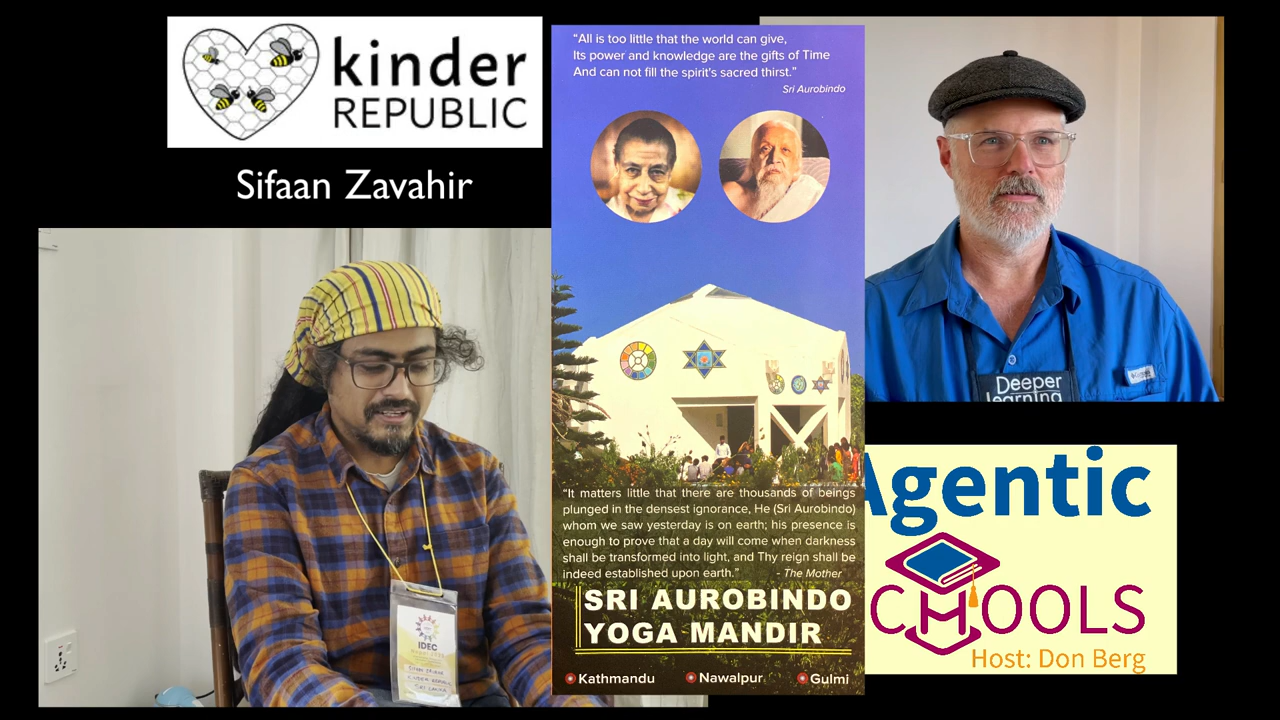 kinder
REPUBLIC
Sifaan Zavahir
IDEC
“All is too little that the world can give,
Its power and knowledge are the gifts of Time
And can not fill the spirit's sacred thirst.”
Sri Aurobindo
“It matters little that there are thousands of beings
plunged in the densest ignorance, He (Sri Aurobindo)
whom we saw yesterday is on earth; his presence is
enough to prove that a day will come when darkness
shall be transformed into light, and Thy reign shall be
indeed established upon earth.” - The Mother
SRI AUROBINDO
YOGA MANDIR
Kathmandu Nawalpur Gulmi
Deeper
learning
Agentic
SCHOOLS
Host: Don Berg